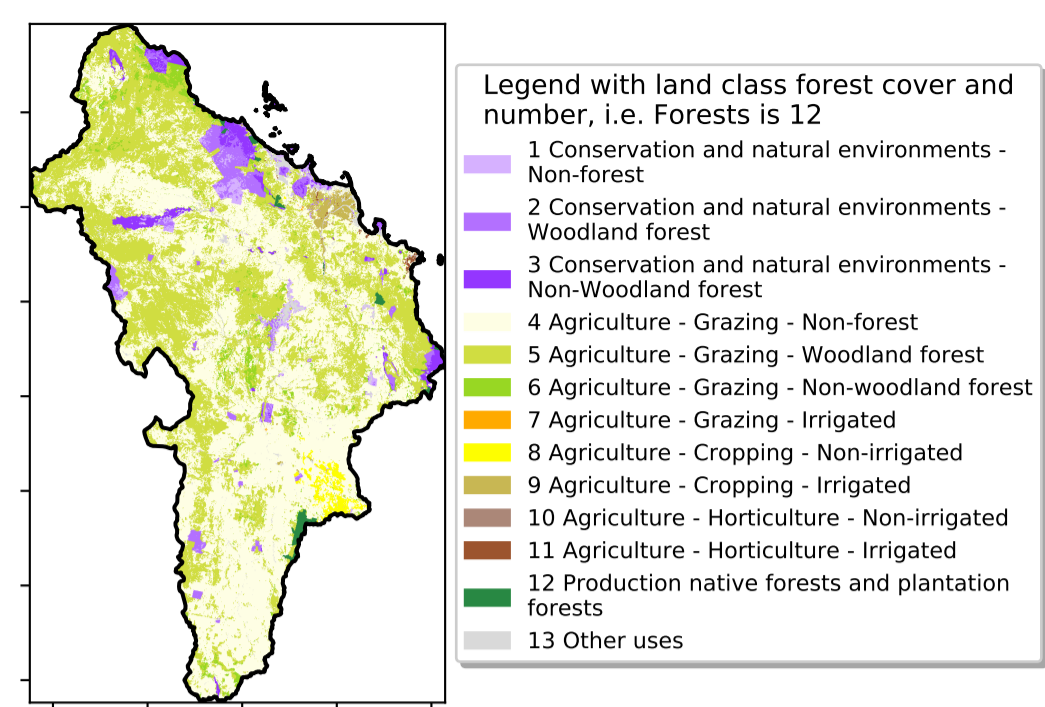 Legend with land class forest cover and
number, i.e. Forests is 12
1 Conservation and natural environments -
Non-forest
2 Conservation and natural environments -
Woodland forest
3 Conservation and natural environments -
Non-Woodland forest
4 Agriculture - Grazing - Non-forest
5 Agriculture - Grazing - Woodland forest
6 Agriculture - Grazing - Non-woodland forest
7 Agriculture - Grazing - Irrigated
8 Agriculture - Cropping - Non-irrigated
9 Agriculture - Cropping - Irrigated
10 Agriculture - Horticulture - Non-irrigated
11 Agriculture - Horticulture - Irrigated
12 Production native forests and plantation
forests
13 Other uses